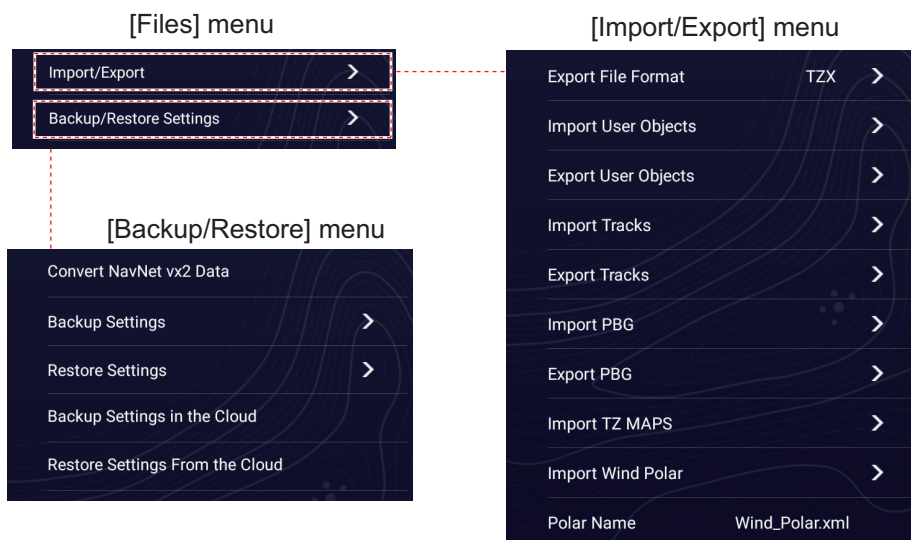 [Files] menu
Import/Export
Backup/Restore Settings
[Backup/Restore] menu
Convert NavNet vx2 Data
Backup Settings
Restore Settings
Backup Settings in the Cloud
Restore Settings From the Cloud
[Import/Export] menu
Export File Format TZX
Import User Objects
Export User Objects
Import Tracks
Export Tracks
Import PBG
Export PBG
Import TZ MAPS
Import Wind Polar
Polar Name Wind_Polar.xml